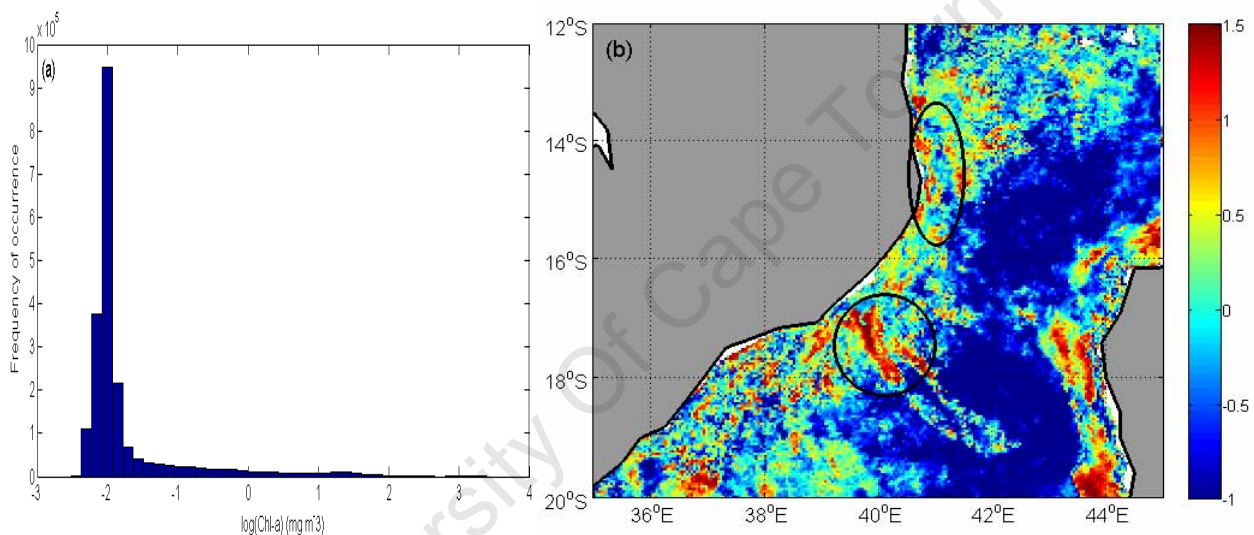 10 x 10^5
9
8
7
6
5
4
3
2
1
0
-3 -2 -1 0 1 2 3 4
Frequency of occurrence
log(Chl-a) (mg m^-3)
(a)
(b)
12°S
14°S
16°S
18°S
20°S
36°E 38°E 40°E 42°E 44°E
1.5
1
0.5
0
-0.5
-1
ersity Of Cape Town